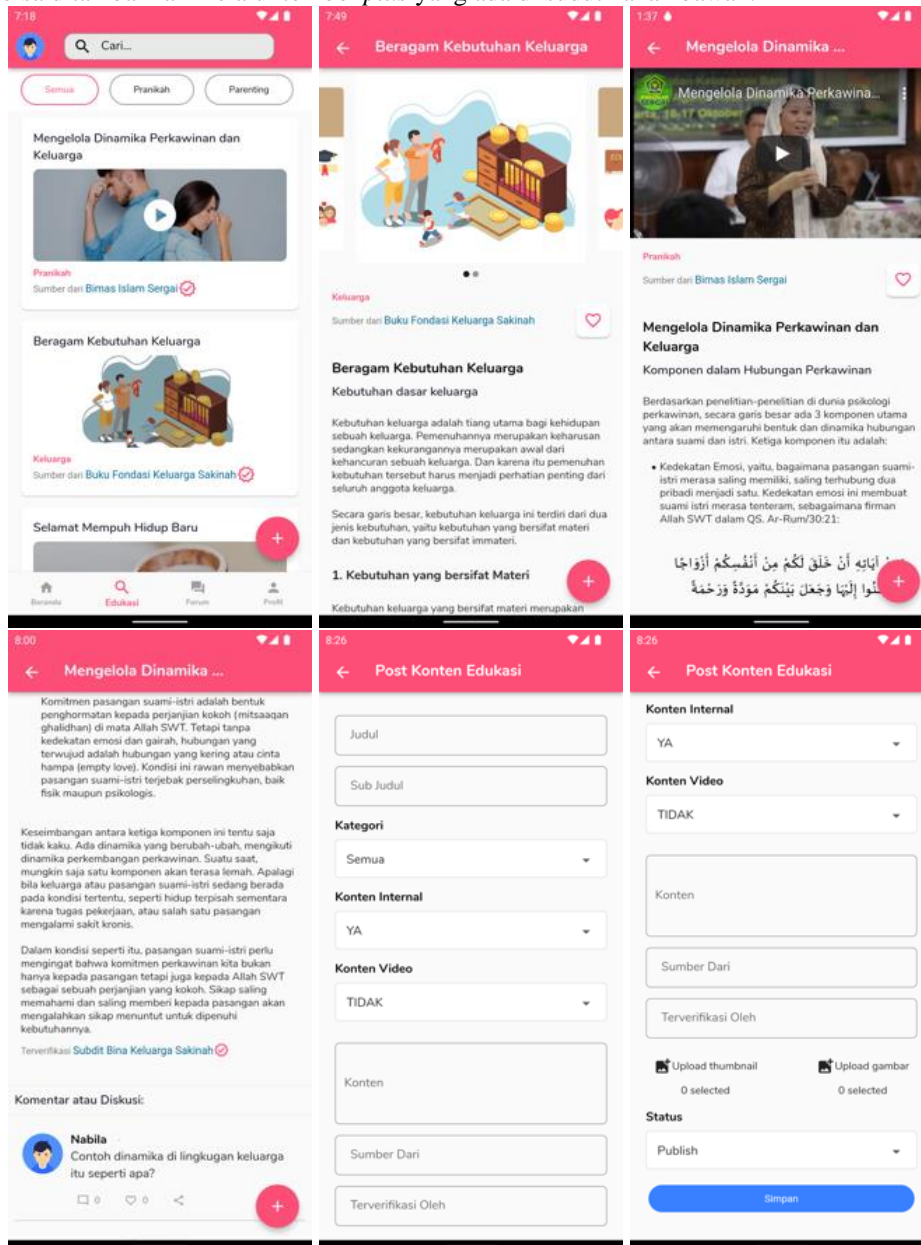 7:18
Cari...
Semua
Pranikah
Parenting
Mengelola Dinamika Perkawinan dan
Keluarga
Pranikah
Sumber dari Bimas Islam Sergai
Beragam Kebutuhan Keluarga
Keluarga
Sumber dari Buku Fondasi Keluarga Sakinah
Selamat Mempuh Hidup Baru
+
Beranda
Edukasi
Forum
Profil
7:49
Beragam Kebutuhan Keluarga
Keluarga
Sumber dari Buku Fondasi Keluarga Sakinah
Beragam Kebutuhan Keluarga
Kebutuhan dasar keluarga
Kebutuhan keluarga adalah tiang utama bagi kehidupan
sebuah keluarga. Pemenuhannya merupakan keharusan
sedangkan kekurangannya merupakan awal dari
kehancuran sebuah keluarga. Dan karena itu pemenuhan
kebutuhan tersebut harus menjadi perhatian penting dari
seluruh anggota keluarga.
Secara garis besar, kebutuhan keluarga ini terdiri dari dua
jenis kebutuhan, yaitu kebutuhan yang bersifat materi
dan kebutuhan yang bersifat immateri.
1. Kebutuhan yang bersifat Materi
Kebutuhan keluarga yang bersifat materi merupakan
+
1:37
Mengelola Dinamika ...
SERGAI
Mengelola Dinamika Perkawina...
Pranikah
Sumber dari Bimas Islam Sergai
Mengelola Dinamika Perkawinan dan
Keluarga
Komponen dalam Hubungan Perkawinan
Berdasarkan penelitian-penelitian di dunia psikologi
perkawinan, secara garis besar ada 3 komponen utama
yang akan memengaruhi bentuk dan dinamika hubungan
antara suami dan istri. Ketiga komponen itu adalah:
• Kedekatan Emosi, yaitu, bagaimana pasangan suami-
istri merasa saling memiliki, saling terhubung dua
pribadi menjadi satu. Kedekatan emosi ini membuat
suami istri merasa tenteram, sebagaimana firman
Allah SWT dalam QS. Ar-Rum/30:21:
آيَاتِهِ أَنْ خَلَقَ لَكُمْ مِنْ أَنْفُسِكُمْ أَزْوَاجًا
إِلَيْهَا وَجَعَلَ بَيْنَكُمْ مَوَدَّةً وَرَحْمَةً
+
8:00
Mengelola Dinamika ...
Komitmen pasangan suami-istri adalah bentuk
penghormatan kepada perjanjian kokoh (mitsaaqan
ghalidhan) di mata Allah SWT. Tetapi tanpa
kedekatan emosi dan gairah, hubungan yang
terwujud adalah hubungan yang kering atau cinta
hampa (empty love). Kondisi ini rawan menyebabkan
pasangan suami-istri terjebak perselingkuhan, baik
fisik maupun psikologis.
Keseimbangan antara ketiga komponen ini tentu saja
tidak kaku. Ada dinamika yang berubah-ubah, mengikuti
dinamika perkembangan perkawinan. Suatu saat,
mungkin saja satu komponen akan terasa lemah. Apalagi
bila keluarga atau pasangan suami-istri sedang berada
pada kondisi tertentu, seperti hidup terpisah sementara
karena tugas pekerjaan, atau salah satu pasangan
mengalami sakit kronis.
Dalam kondisi seperti itu, pasangan suami-istri perlu
mengingat bahwa komitmen perkawinan kita bukan
hanya kepada pasangan tetapi juga kepada Allah SWT
sebagai sebuah perjanjian yang kokoh. Sikap saling
memahami dan saling memberi kepada pasangan akan
mengalahkan sikap menuntut untuk dipenuhi
kebutuhannya.
Terverifikasi Subdit Bina Keluarga Sakinah
Komentar atau Diskusi:
Nabila
Contoh dinamika di lingkugan keluarga
itu seperti apa?
0
0
+
8:26
Post Konten Edukasi
Judul
Sub Judul
Kategori
Semua
Konten Internal
YA
Konten Video
TIDAK
Konten
Sumber Dari
Terverifikasi Oleh
8:26
Post Konten Edukasi
Konten Internal
YA
Konten Video
TIDAK
Konten
Sumber Dari
Terverifikasi Oleh
Upload thumbnail
Upload gambar
0 selected
0 selected
Status
Publish
Simpan